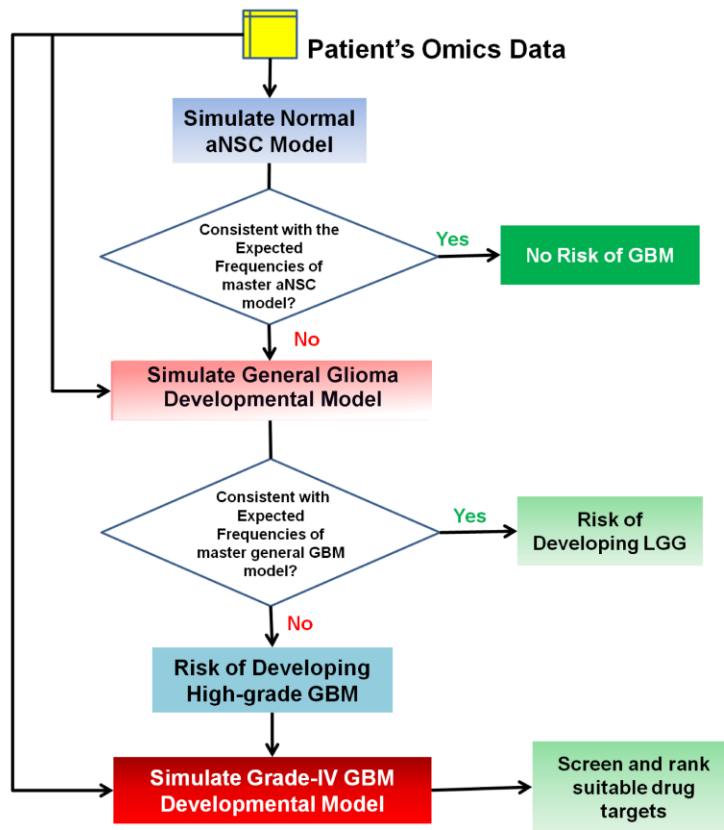 Patient's Omics Data
Simulate Normal
aNSC Model
Consistent with the
Expected
Frequencies of
master aNSC
model?
Yes
No Risk of GBM
No
Simulate General Glioma
Developmental Model
Consistent with
Expected
Frequencies of
master general GBM
model?
Yes
Risk of
Developing LGG
No
Risk of Developing
High-grade GBM
Simulate Grade-IV GBM
Developmental Model
Screen and rank
suitable drug
targets